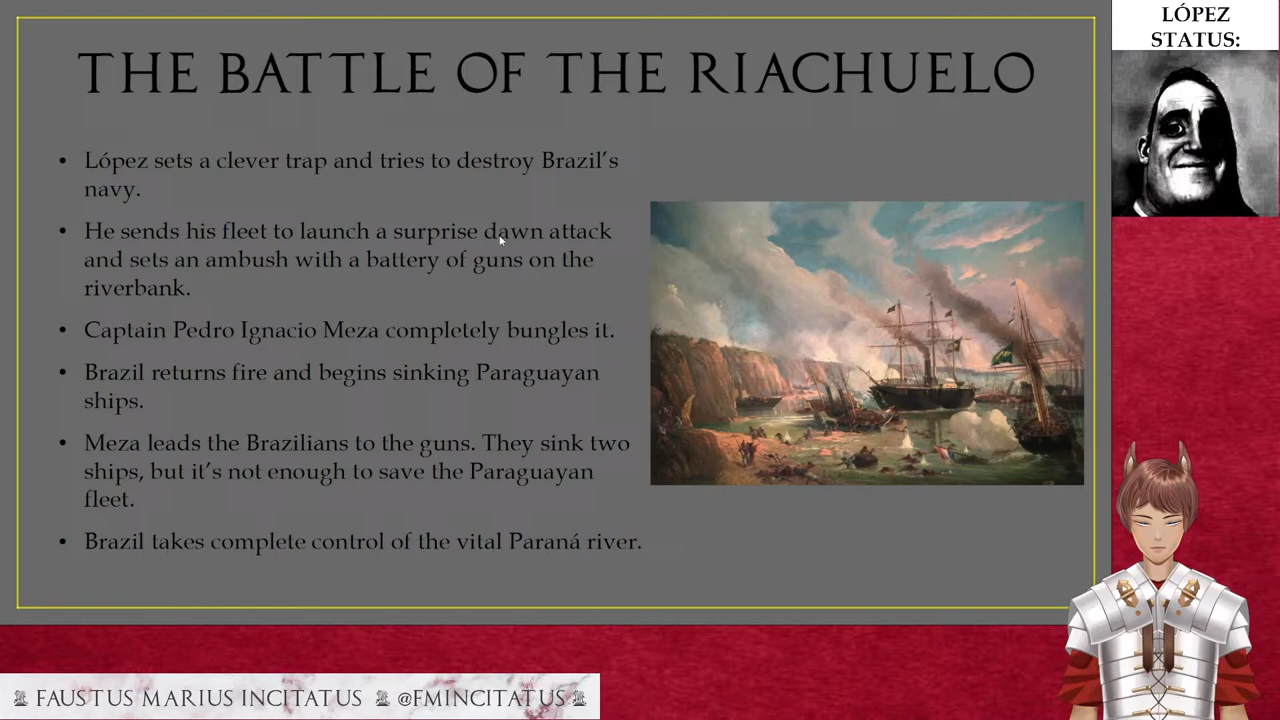 THE BATTLE OF THE RIACHUELO
LÓPEZ
STATUS:
• López sets a clever trap and tries to destroy Brazil's
navy.
• He sends his fleet to launch a surprise dawn attack
and sets an ambush with a battery of guns on the
riverbank.
• Captain Pedro Ignacio Meza completely bungles it.
• Brazil returns fire and begins sinking Paraguayan
ships.
• Meza leads the Brazilians to the guns. They sink two
ships, but it's not enough to save the Paraguayan
fleet.
• Brazil takes complete control of the vital Paraná river.
FAUSTUS MARIUS INCITATUS @FMINCITATUS